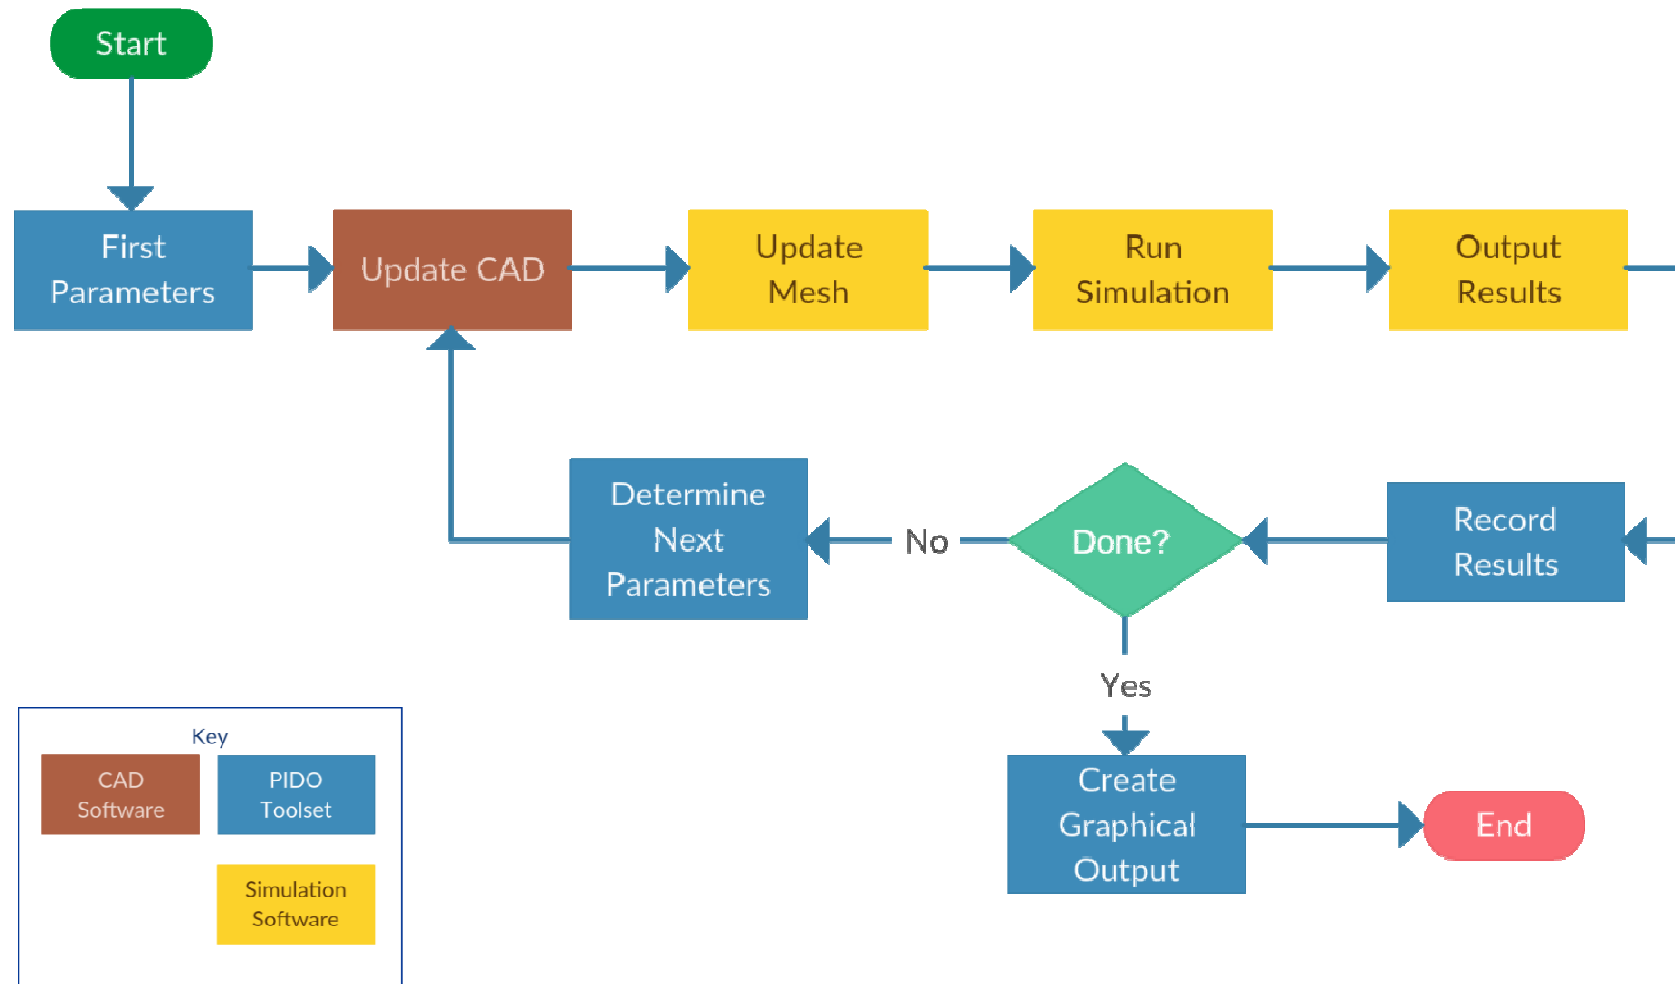 Start
First
Parameters
Update CAD
Update
Mesh
Run
Simulation
Output
Results
Record
Results
Done?
No
Determine
Next
Parameters
Yes
Create
Graphical
Output
End
Key
CAD
Software
PIDO
Toolset
Simulation
Software